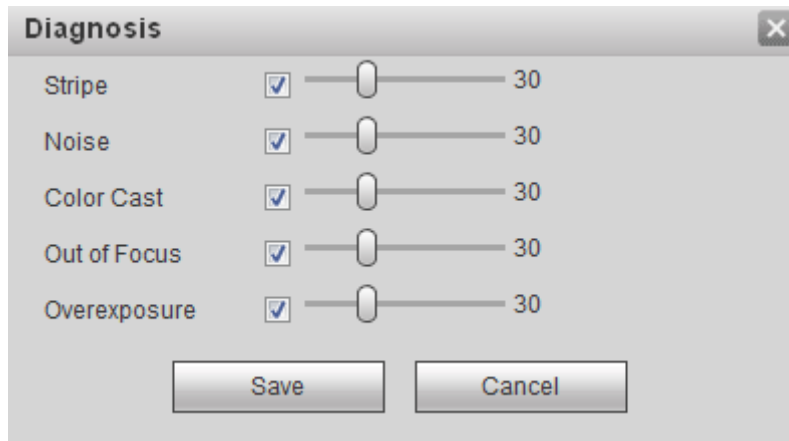 Diagnosis
Stripe 30
Noise 30
Color Cast 30
Out of Focus 30
Overexposure 30
Save Cancel